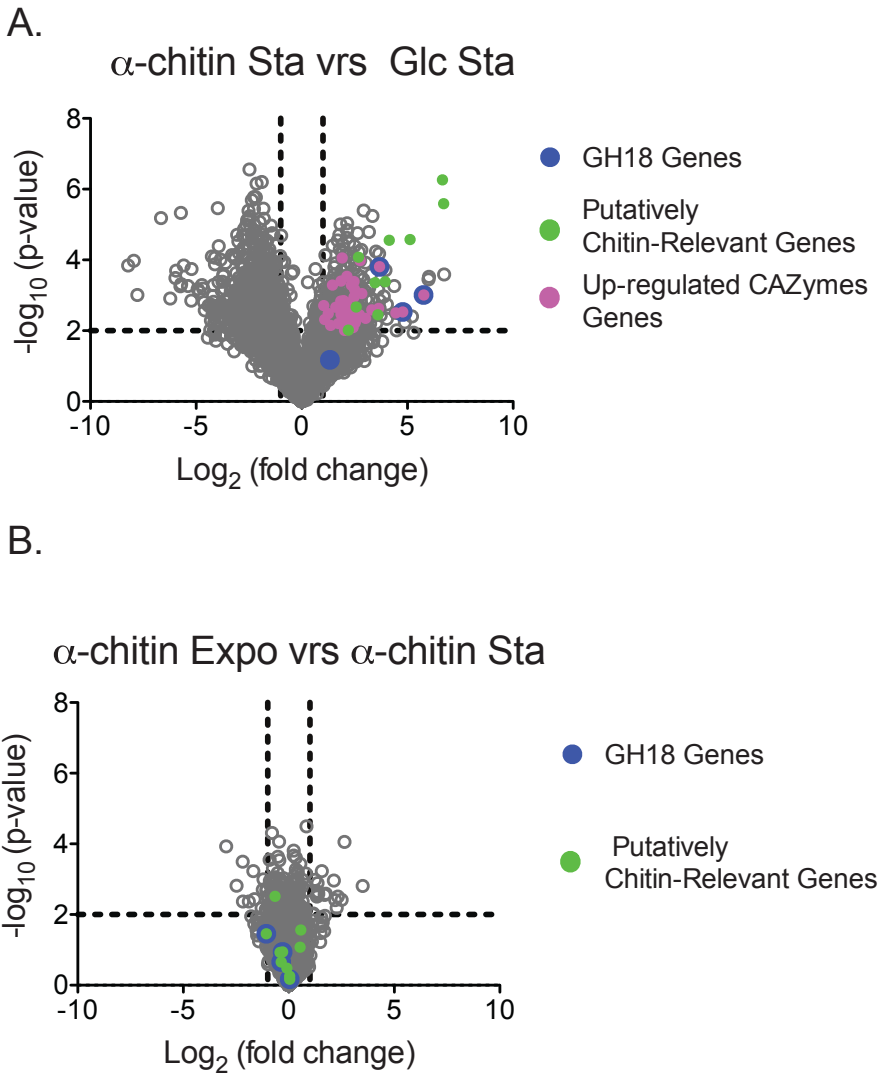 A.
α-chitin Sta vrs Glc Sta
8
6
4
2
0
-log10 (p-value)
-10
-5
0
5
10
Log2 (fold change)
GH18 Genes
Putatively
Chitin-Relevant Genes
Up-regulated CAZymes
Genes
B.
α-chitin Expo vrs α-chitin Sta
8
6
4
2
0
-log10 (p-value)
-10
-5
0
5
10
Log2 (fold change)
GH18 Genes
Putatively
Chitin-Relevant Genes